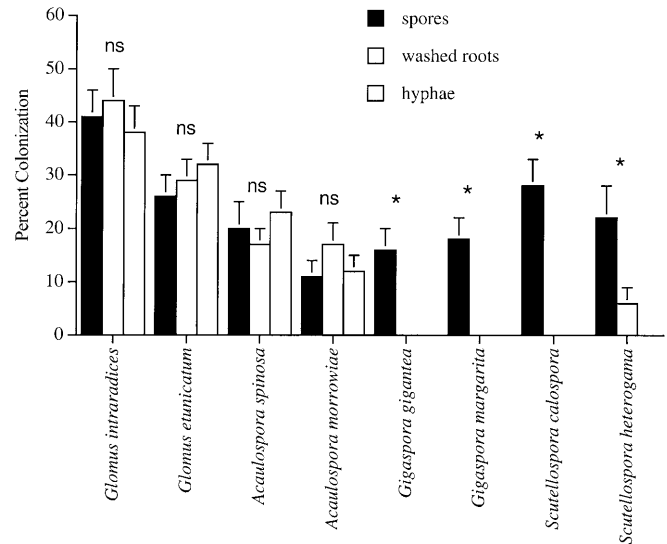 60
50
40
30
20
10
0
Percent Colonization
spores
washed roots
hyphae
ns
ns
ns
ns
*
*
*
*
Glomus intraradices
Glomus etunicatum
Acaulospora spinosa
Acaulospora morrowiae
Gigaspora gigantea
Gigaspora margarita
Scutellospora calospora
Scutellospora heterogama